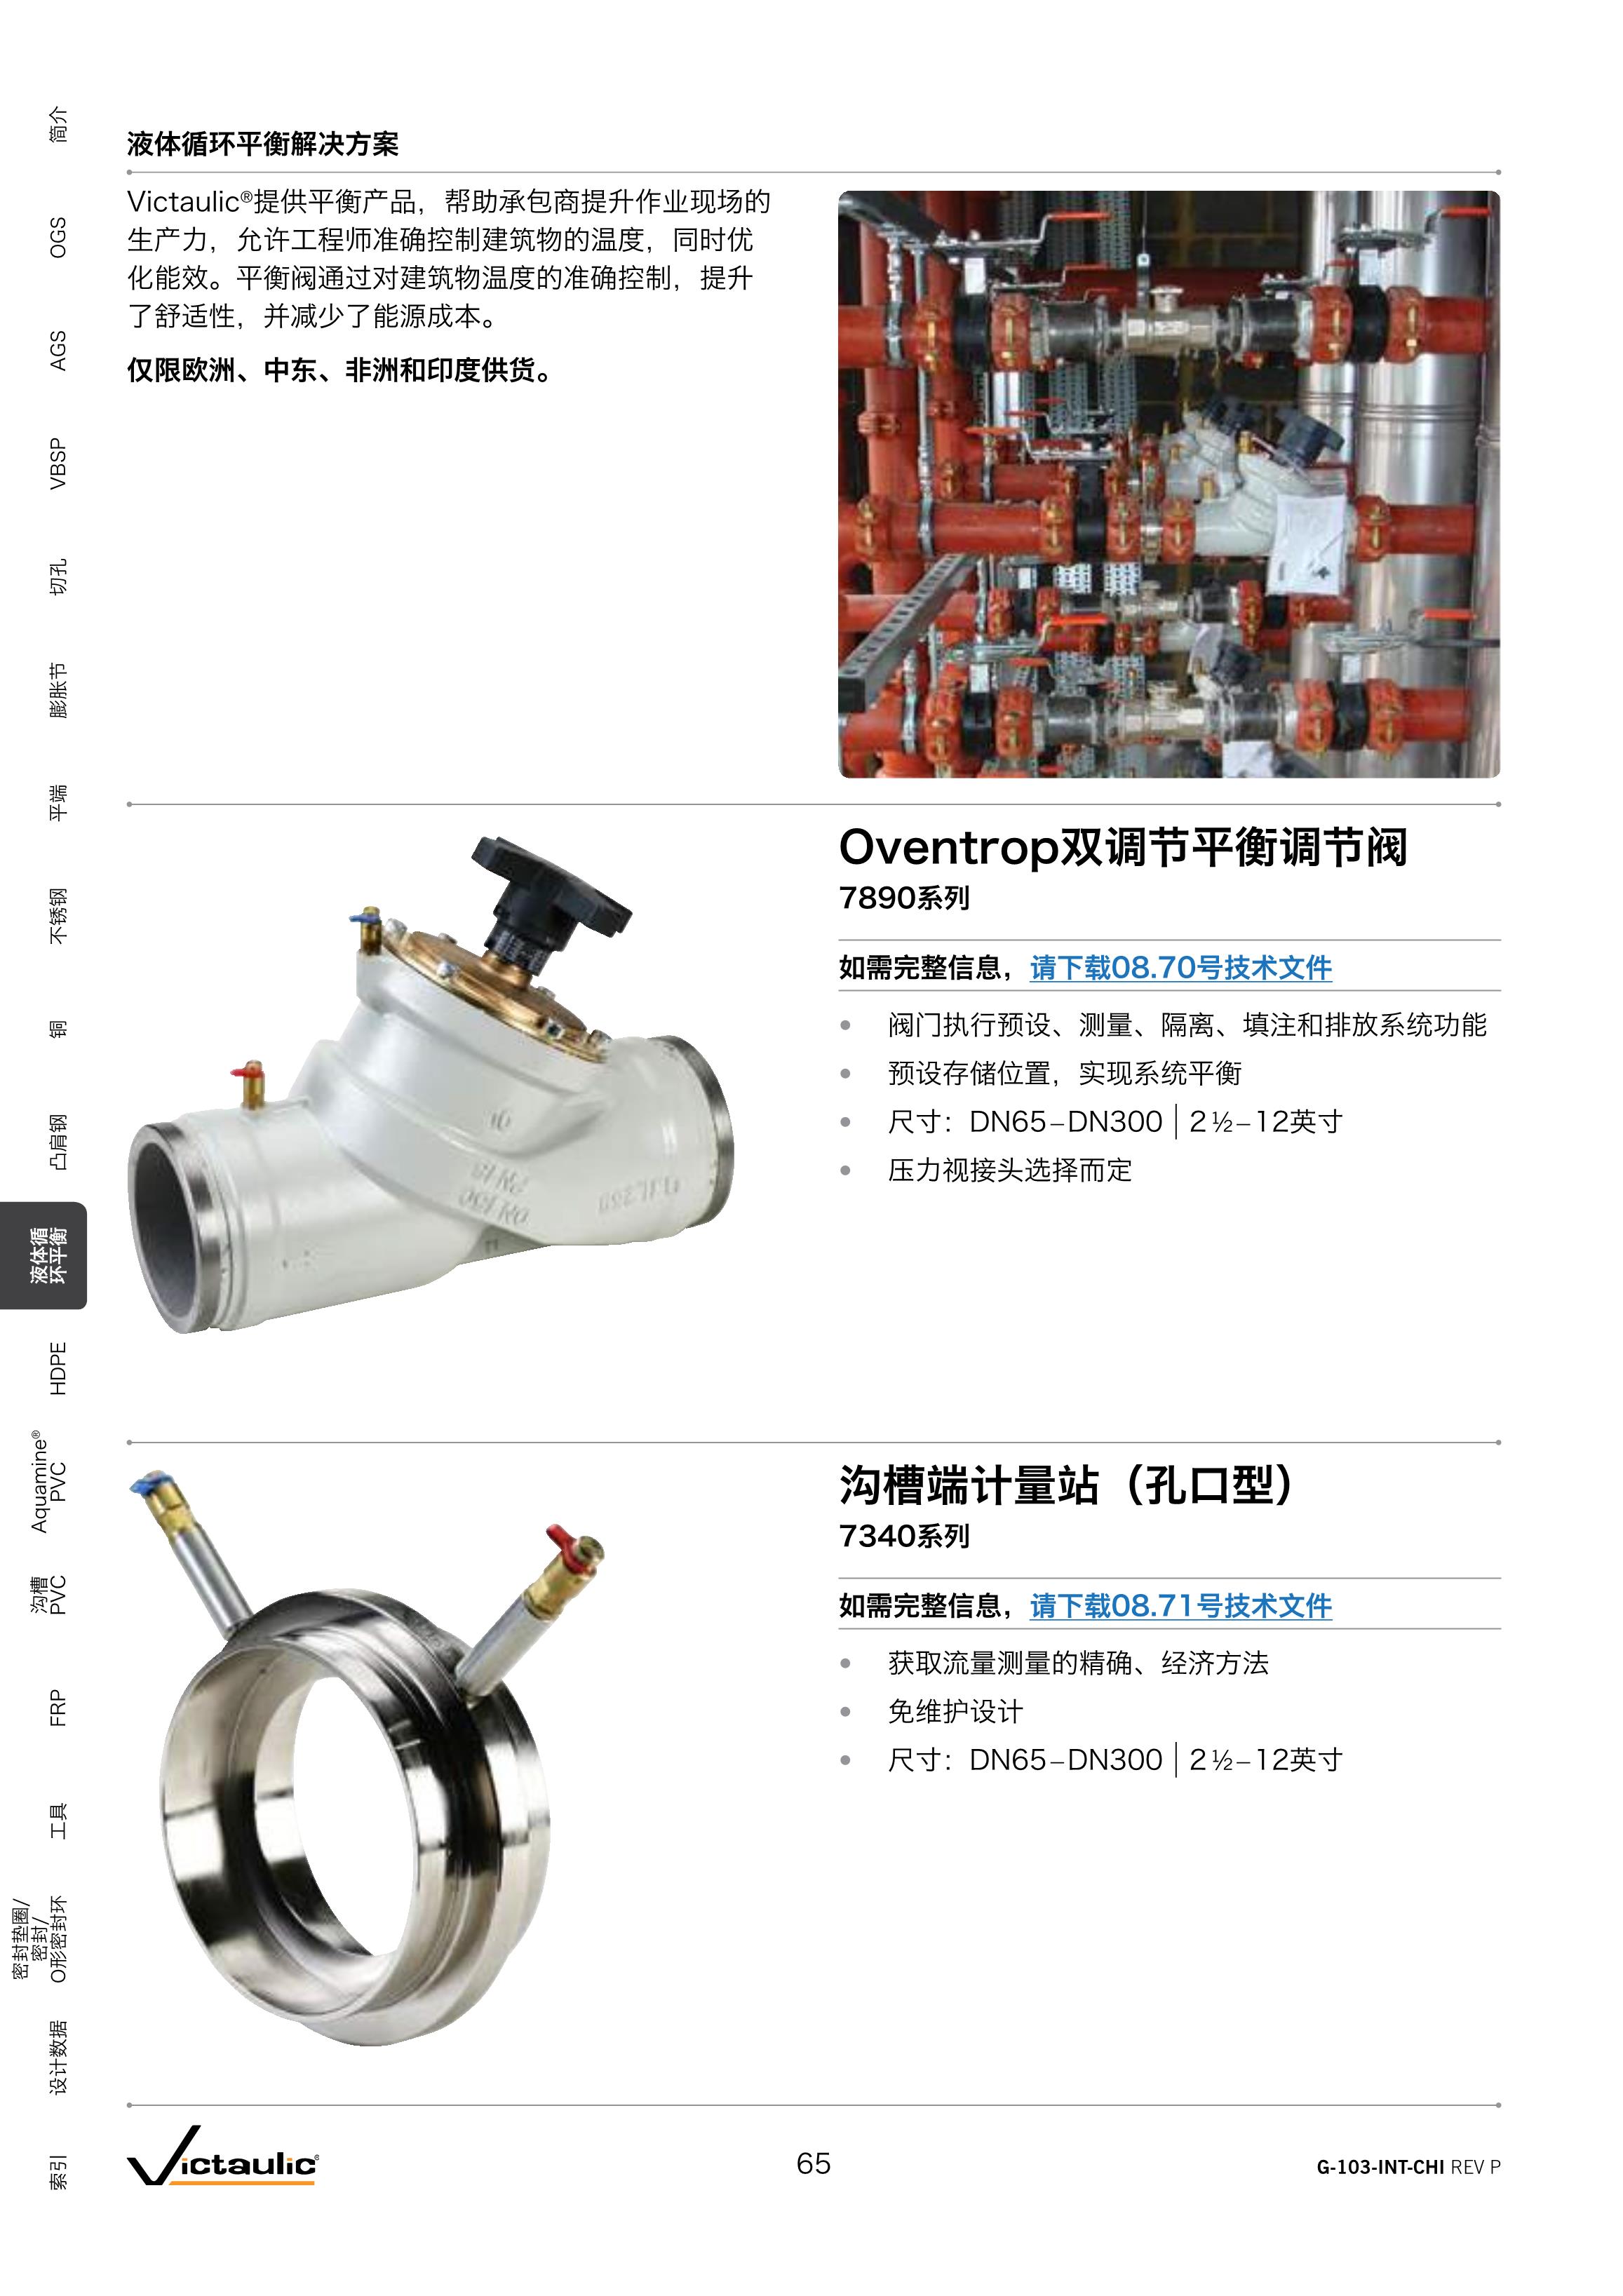 简介
OGS
AGS
VBSP
切孔
膨胀节
平端
不锈钢
铜
凸肩钢
液体循
环平衡
HDPE
Aquamine®
PVC
沟槽
PVC
FRP
工具
密封垫圈/
密封/
O形密封环
设计数据
索引
液体循环平衡解决方案
Victaulic®提供平衡产品，帮助承包商提升作业现场的
生产力，允许工程师准确控制建筑物的温度，同时优
化能效。平衡阀通过对建筑物温度的准确控制，提升
了舒适性，并减少了能源成本。
仅限欧洲、中东、非洲和印度供货。
Oventrop双调节平衡调节阀
7890系列
如需完整信息，请下载08.70号技术文件
• 阀门执行预设、测量、隔离、填注和排放系统功能
• 预设存储位置，实现系统平衡
• 尺寸：DN65–DN300 | 2 ½–12英寸
• 压力视接头选择而定
PN 16
DN 150
沟槽端计量站（孔口型）
7340系列
如需完整信息，请下载08.71号技术文件
• 获取流量测量的精确、经济方法
• 免维护设计
• 尺寸：DN65–DN300 | 2 ½–12英寸
Victaulic®
65
G-103-INT-CHI REV P